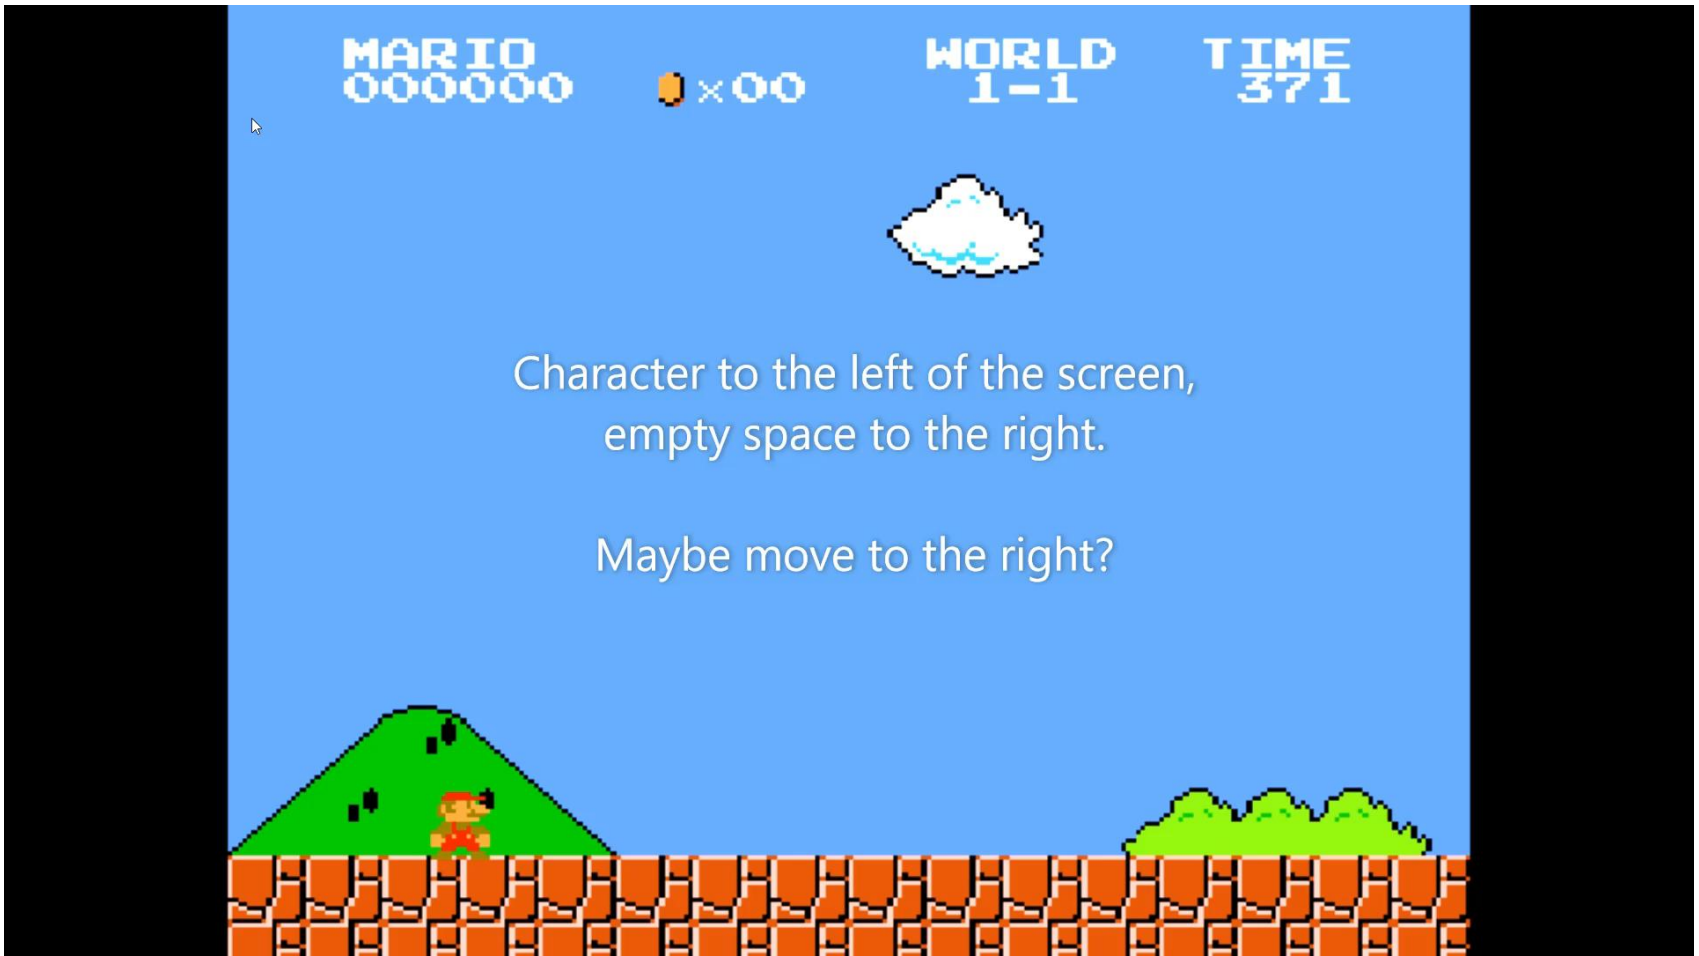 MARIO WORLD TIME
000000 ×00 1-1 371
Character to the left of the screen,
empty space to the right.
Maybe move to the right?